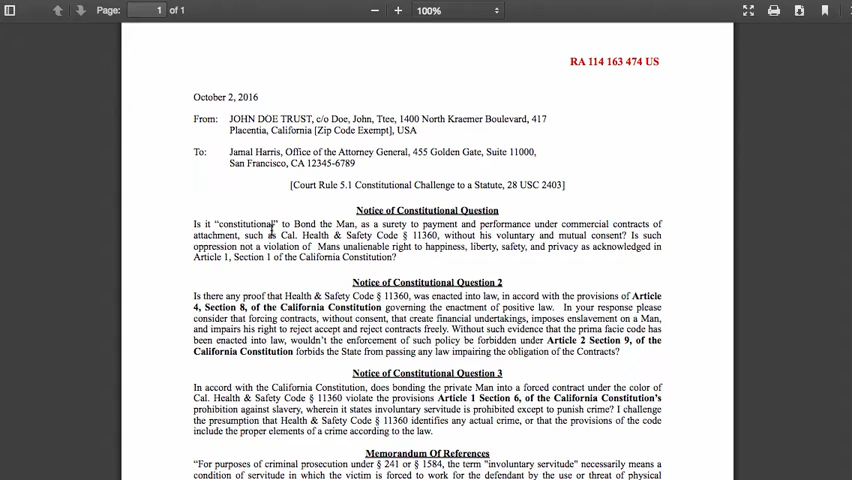 Page: 1 of 1 100%
RA 114 163 474 US
October 2, 2016
From: JOHN DOE TRUST, c/o Doe, John, Ttee, 1400 North Kraemer Boulevard, 417
Placentia, California [Zip Code Exempt], USA
To: Jamal Harris, Office of the Attorney General, 455 Golden Gate, Suite 11000,
San Francisco, CA 12345-6789
[Court Rule 5.1 Constitutional Challenge to a Statute, 28 USC 2403]
Notice of Constitutional Question
Is it “constitutional” to Bond the Man, as a surety to payment and performance under commercial contracts of
attachment, such as Cal. Health & Safety Code § 11360, without his voluntary and mutual consent? Is such
oppression not a violation of Mans unalienable right to happiness, liberty, safety, and privacy as acknowledged in
Article 1, Section 1 of the California Constitution?
Notice of Constitutional Question 2
Is there any proof that Health & Safety Code § 11360, was enacted into law, in accord with the provisions of Article
4, Section 8, of the California Constitution governing the enactment of positive law. In your response please
consider that forcing contracts, without consent, that create financial undertakings, imposes enslavement on a Man,
and impairs his right to reject accept and reject contracts freely. Without such evidence that the prima facie code has
been enacted into law, wouldn’t the enforcement of such policy be forbidden under Article 2 Section 9, of the
California Constitution forbids the State from passing any law impairing the obligation of the Contracts?
Notice of Constitutional Question 3
In accord with the California Constitution, does bonding the private Man into a forced contract under the color of
Cal. Health & Safety Code § 11360 violate the provisions Article 1 Section 6, of the California Constitution’s
prohibition against slavery, wherein it states involuntary servitude is prohibited except to punish crime? I challenge
the presumption that Health & Safety Code § 11360 identifies any actual crime, or that the provisions of the code
include the proper elements of a crime according to the law.
Memorandum Of References
“For purposes of criminal prosecution under § 241 or § 1584, the term "involuntary servitude" necessarily means a
condition of servitude in which the victim is forced to work for the defendant by the use or threat of physical